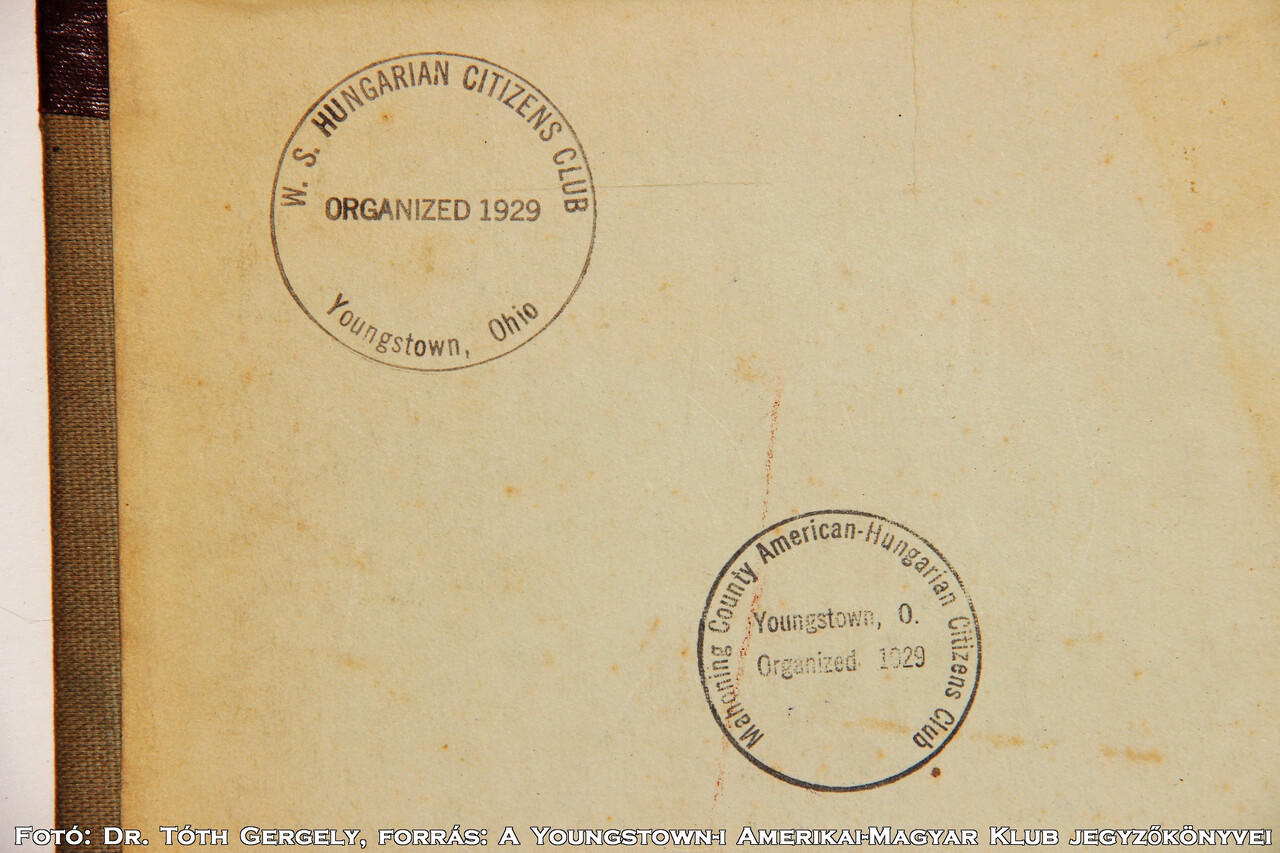 W. S. HUNGARIAN CITIZENS CLUB
ORGANIZED 1929
Youngstown, Ohio
Mahoning County American-Hungarian Citizens Club
Youngstown, O.
Organized 1929
Fotó: Dr. Tóth Gergely, forrás: A Youngstown-i Amerikai-Magyar Klub jegyzőkönyvei